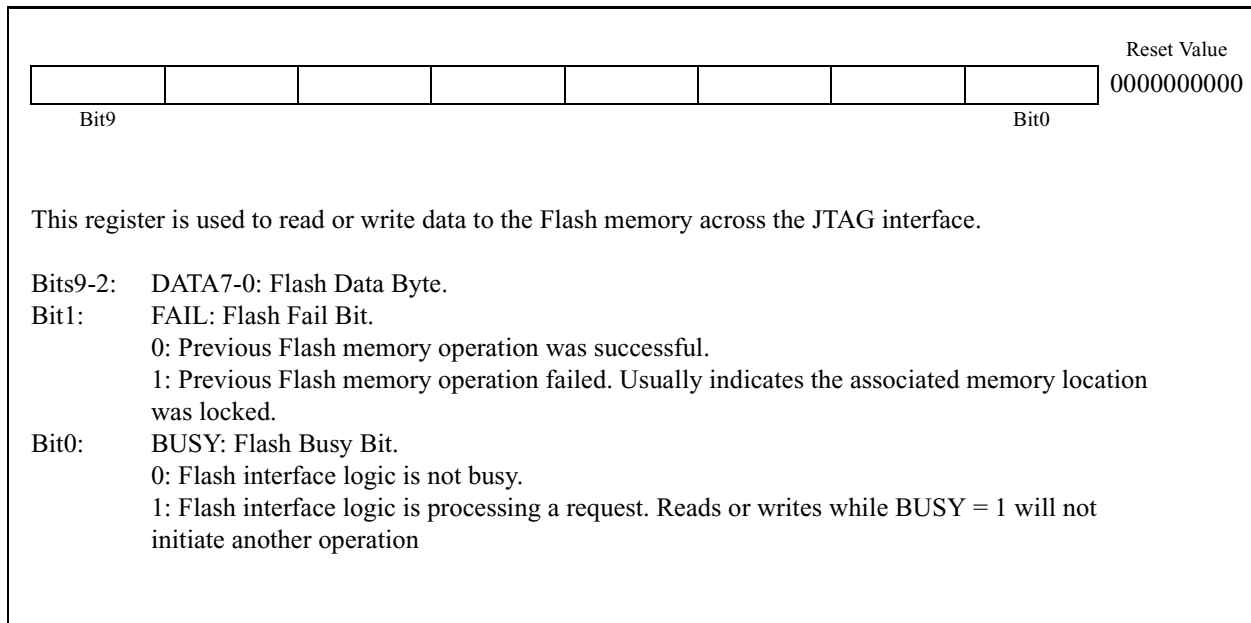 Reset Value
0000000000
Bit9 Bit0
This register is used to read or write data to the Flash memory across the JTAG interface.
Bits9-2: DATA7-0: Flash Data Byte.
Bit1: FAIL: Flash Fail Bit.
0: Previous Flash memory operation was successful.
1: Previous Flash memory operation failed. Usually indicates the associated memory location
was locked.
Bit0: BUSY: Flash Busy Bit.
0: Flash interface logic is not busy.
1: Flash interface logic is processing a request. Reads or writes while BUSY = 1 will not
initiate another operation